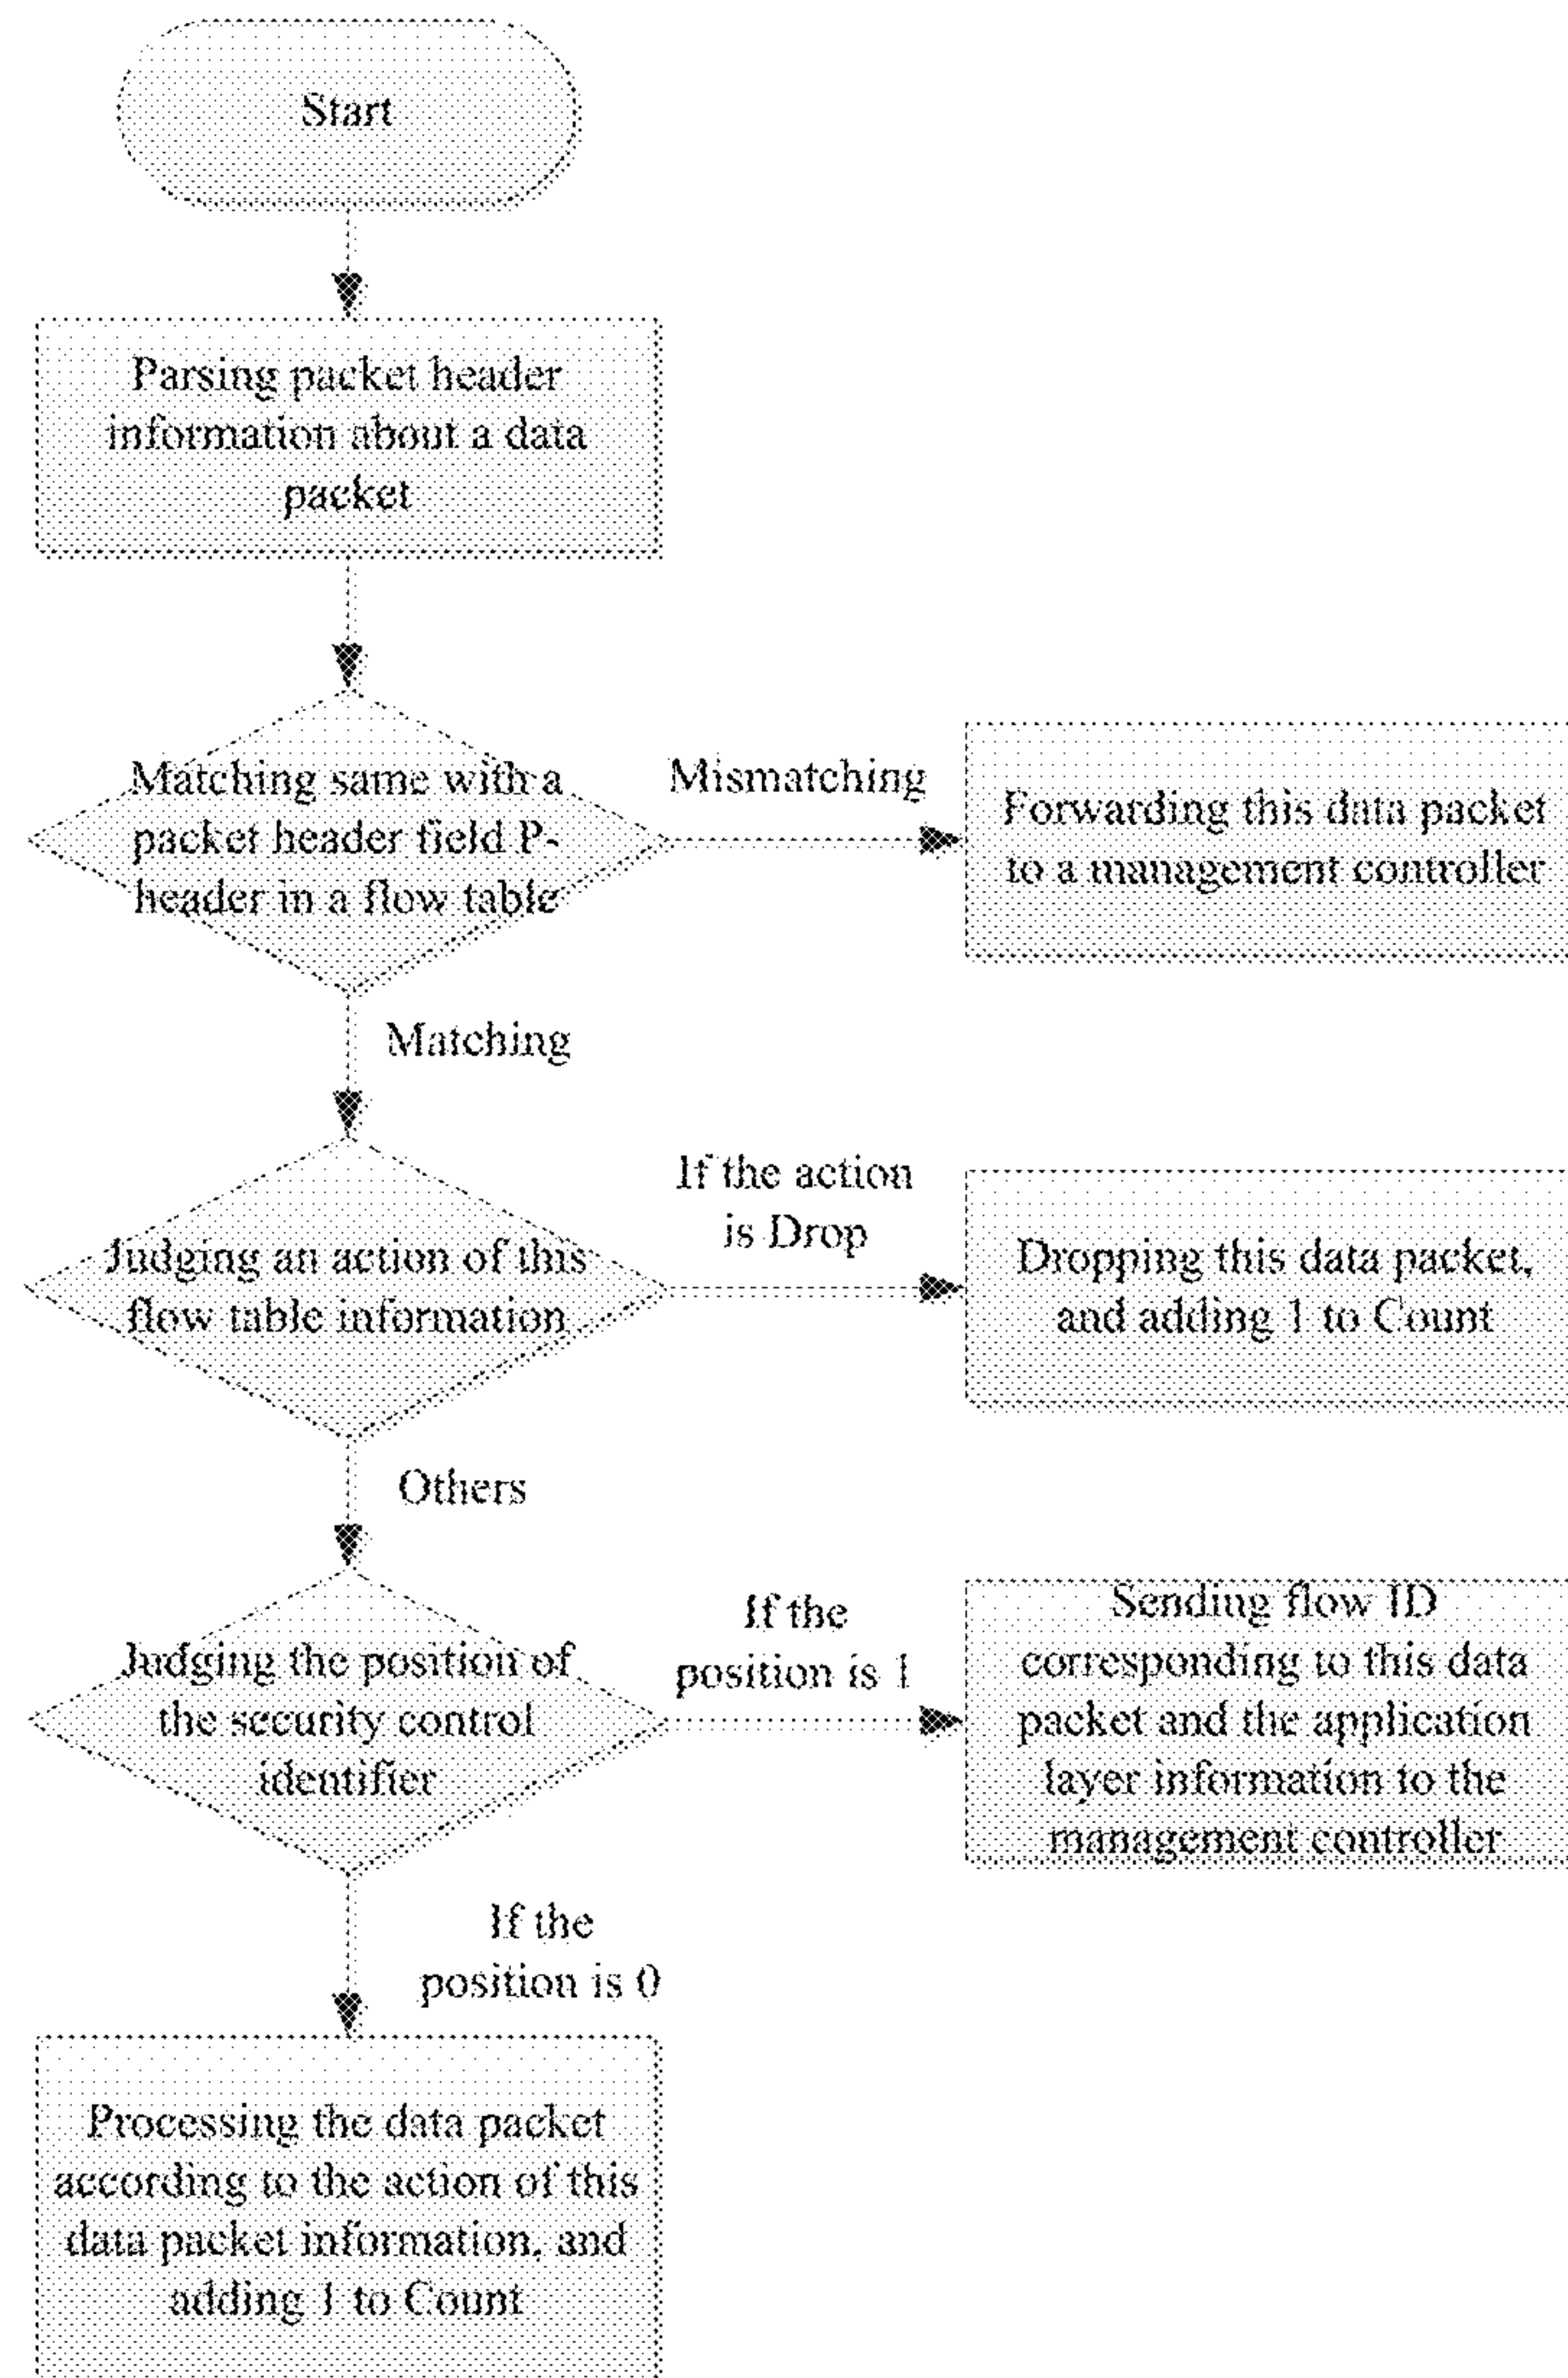 Start
Parsing packet header
information about a data
packet
Matching same with a
packet header field P-
header in a flow table
Mismatching
Forwarding this data packet
to a management controller
Matching
Judging an action of this
flow table information
If the action
is Drop
Dropping this data packet,
and adding 1 to Count
Others
Judging the position of
the security control
identifier
If the
position is 1
Sending flow ID
corresponding to this data
packet and the application
layer information to the
management controller
If the
position is 0
Processing the data packet
according to the action of this
data packet information, and
adding 1 to Count